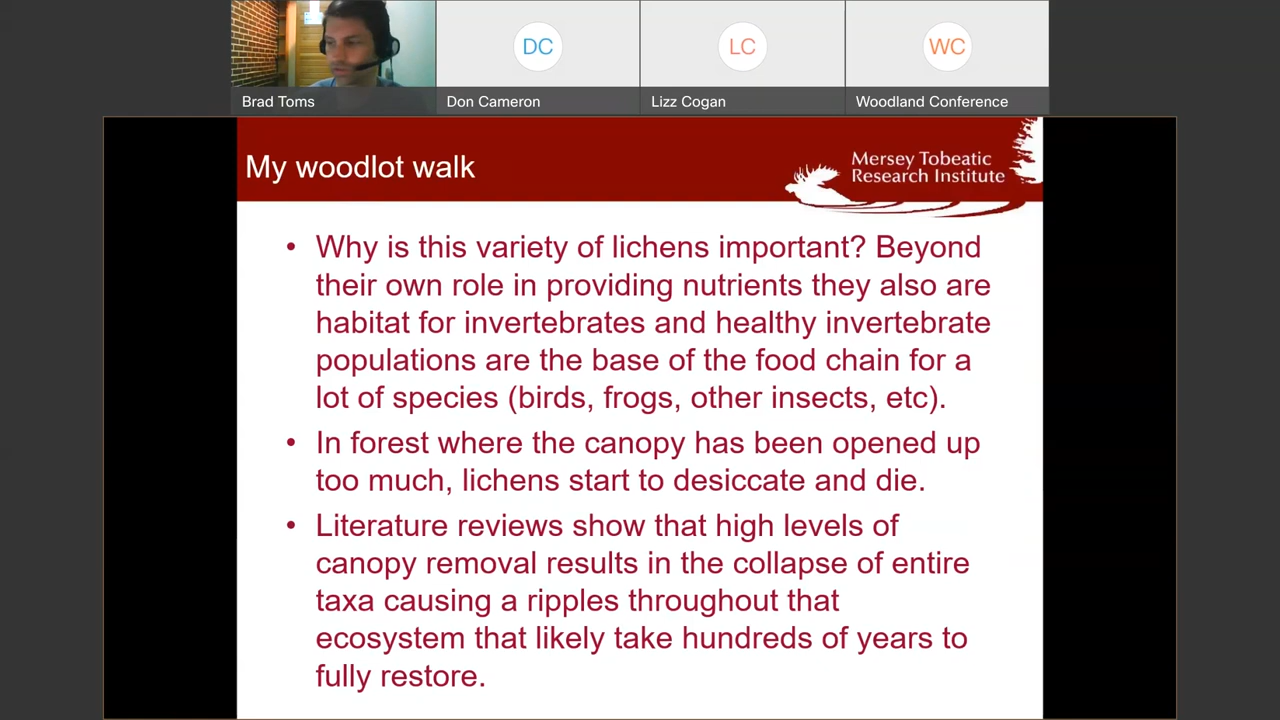 DC
LC
WC
Brad Toms
Don Cameron
Lizz Cogan
Woodland Conference
My woodlot walk
Mersey Tobeatic
Research Institute
• Why is this variety of lichens important? Beyond
their own role in providing nutrients they also are
habitat for invertebrates and healthy invertebrate
populations are the base of the food chain for a
lot of species (birds, frogs, other insects, etc).
• In forest where the canopy has been opened up
too much, lichens start to desiccate and die.
• Literature reviews show that high levels of
canopy removal results in the collapse of entire
taxa causing a ripples throughout that
ecosystem that likely take hundreds of years to
fully restore.